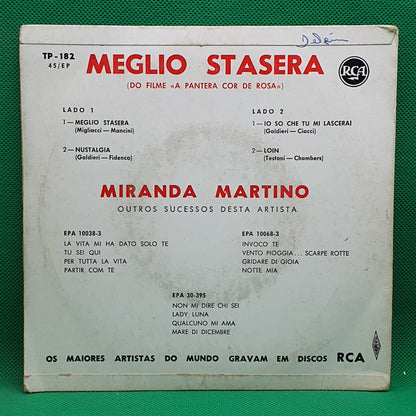 TP-182
45/EP
MEGLIO STASERA
(DO FILME «A PANTERA COR DE ROSA»)
RCA
LADO 1
1—MEGLIO STASERA
(Migliacci — Mancini)
2—NUSTALGIA
(Galdieri — Fidenco)
LADO 2
1—IO SO CHE TU MI LASCERAI
(Galdieri — Ciacci)
2—LOIN
(Testoni — Chambers)
MIRANDA MARTINO
OUTROS SUCESSOS DESTA ARTISTA
EPA 10038-3
LA VITA MI HA DATO SOLO TE
TU SEI QUI
PER TUTTA LA VITA
PARTIR COM TE
EPA 10068-3
INVOCO TE
VENTO PIOGGIA... SCARPE ROTTE
GRIDARE DI GIOIA
NOTTE MIA
EPA 30-395
NON MI DIRE CHI SEI
LADY LUNA
QUALCUNO MI AMA
MARE DI DICEMBRE
OS MAIORES ARTISTAS DO MUNDO GRAVAM EM DISCOS RCA